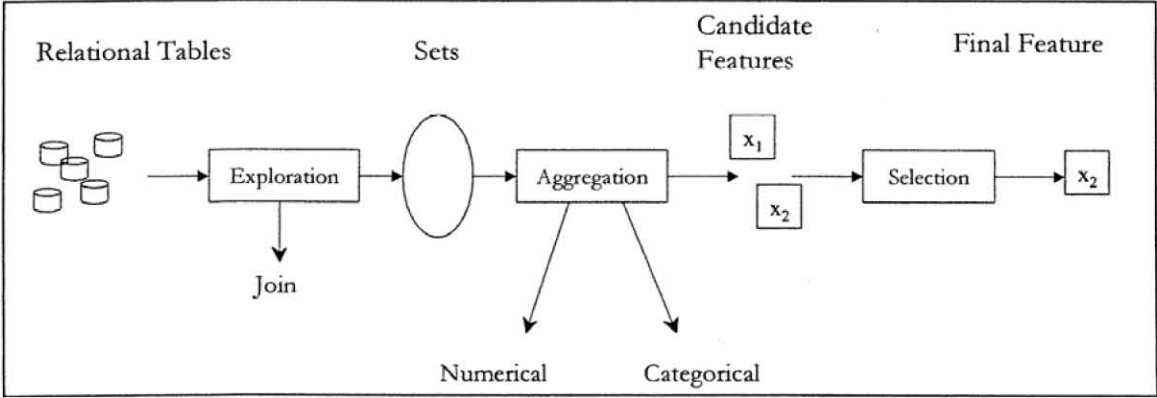 Relational Tables
Sets
Candidate
Features
Final Feature
Exploration
Aggregation
x1
x2
Selection
x2
Join
Numerical
Categorical